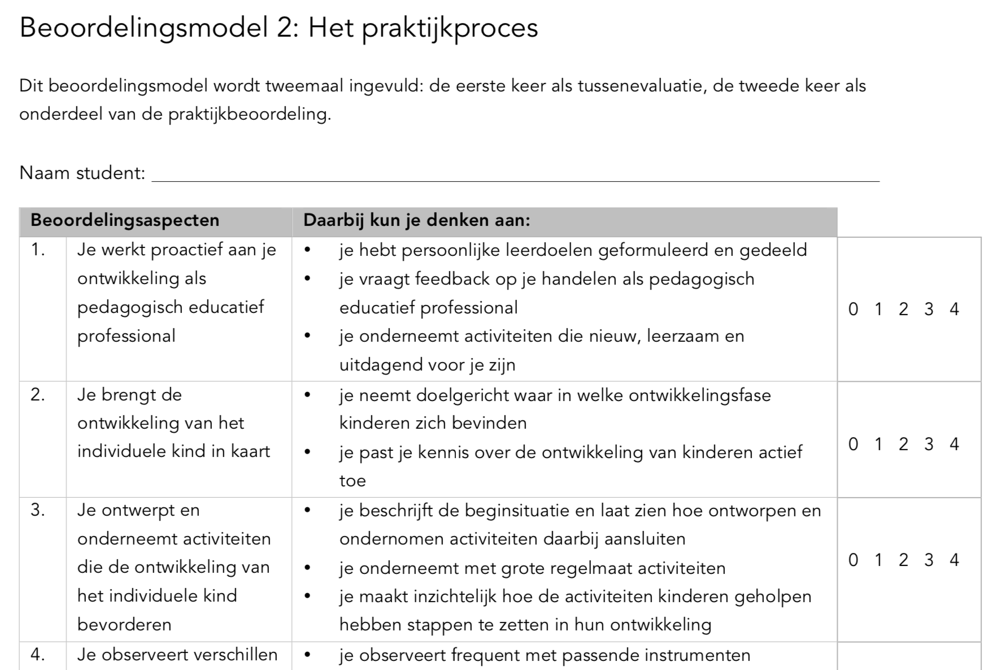 Beoordelingsmodel 2: Het praktijkproces
Dit beoordelingsmodel wordt tweemaal ingevuld: de eerste keer als tussenevaluatie, de tweede keer als
onderdeel van de praktijkbeoordeling.
Naam student:
Beoordelingsaspecten
Daarbij kun je denken aan:
1.
Je werkt proactief aan je
ontwikkeling als
pedagogisch educatief
professional
• je hebt persoonlijke leerdoelen geformuleerd en gedeeld
• je vraagt feedback op je handelen als pedagogisch
educatief professional
• je onderneemt activiteiten die nieuw, leerzaam en
uitdagend voor je zijn
0 1 2 3 4
2.
Je brengt de
ontwikkeling van het
individuele kind in kaart
• je neemt doelgericht waar in welke ontwikkelingsfase
kinderen zich bevinden
• je past je kennis over de ontwikkeling van kinderen actief
toe
0 1 2 3 4
3.
Je ontwerpt en
onderneemt activiteiten
die de ontwikkeling van
het individuele kind
bevorderen
• je beschrijft de beginsituatie en laat zien hoe ontworpen en
ondernomen activiteiten daarbij aansluiten
• je onderneemt met grote regelmaat activiteiten
• je maakt inzichtelijk hoe de activiteiten kinderen geholpen
hebben stappen te zetten in hun ontwikkeling
0 1 2 3 4
4.
Je observeert verschillen
• je observeert frequent met passende instrumenten